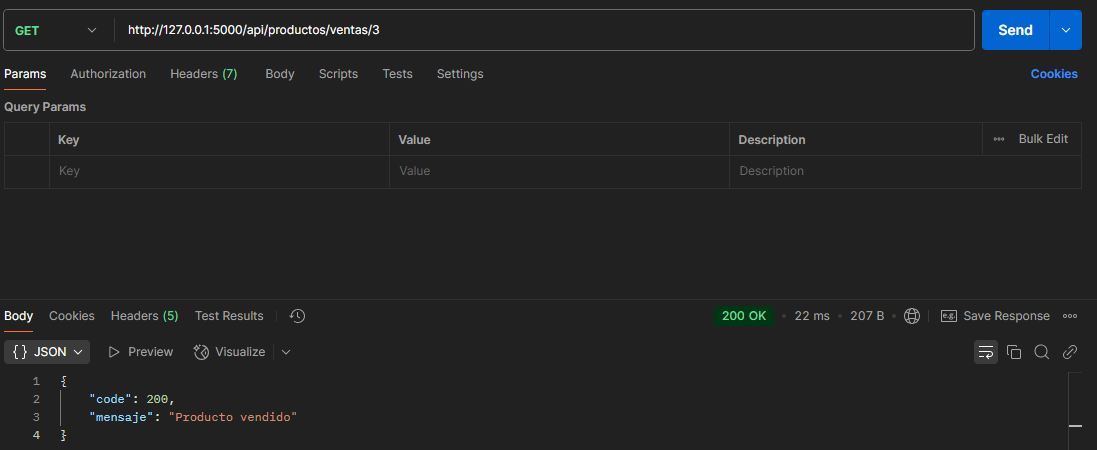 GET http://127.0.0.1:5000/api/productos/ventas/3 Send
Params Authorization Headers (7) Body Scripts Tests Settings Cookies
Query Params
Key Value Description Bulk Edit
Key Value Description
Body Cookies Headers (5) Test Results 200 OK 22 ms 207 B e.g. Save Response
{} JSON Preview Visualize
1 {
2 "code": 200,
3 "mensaje": "Producto vendido"
4 }